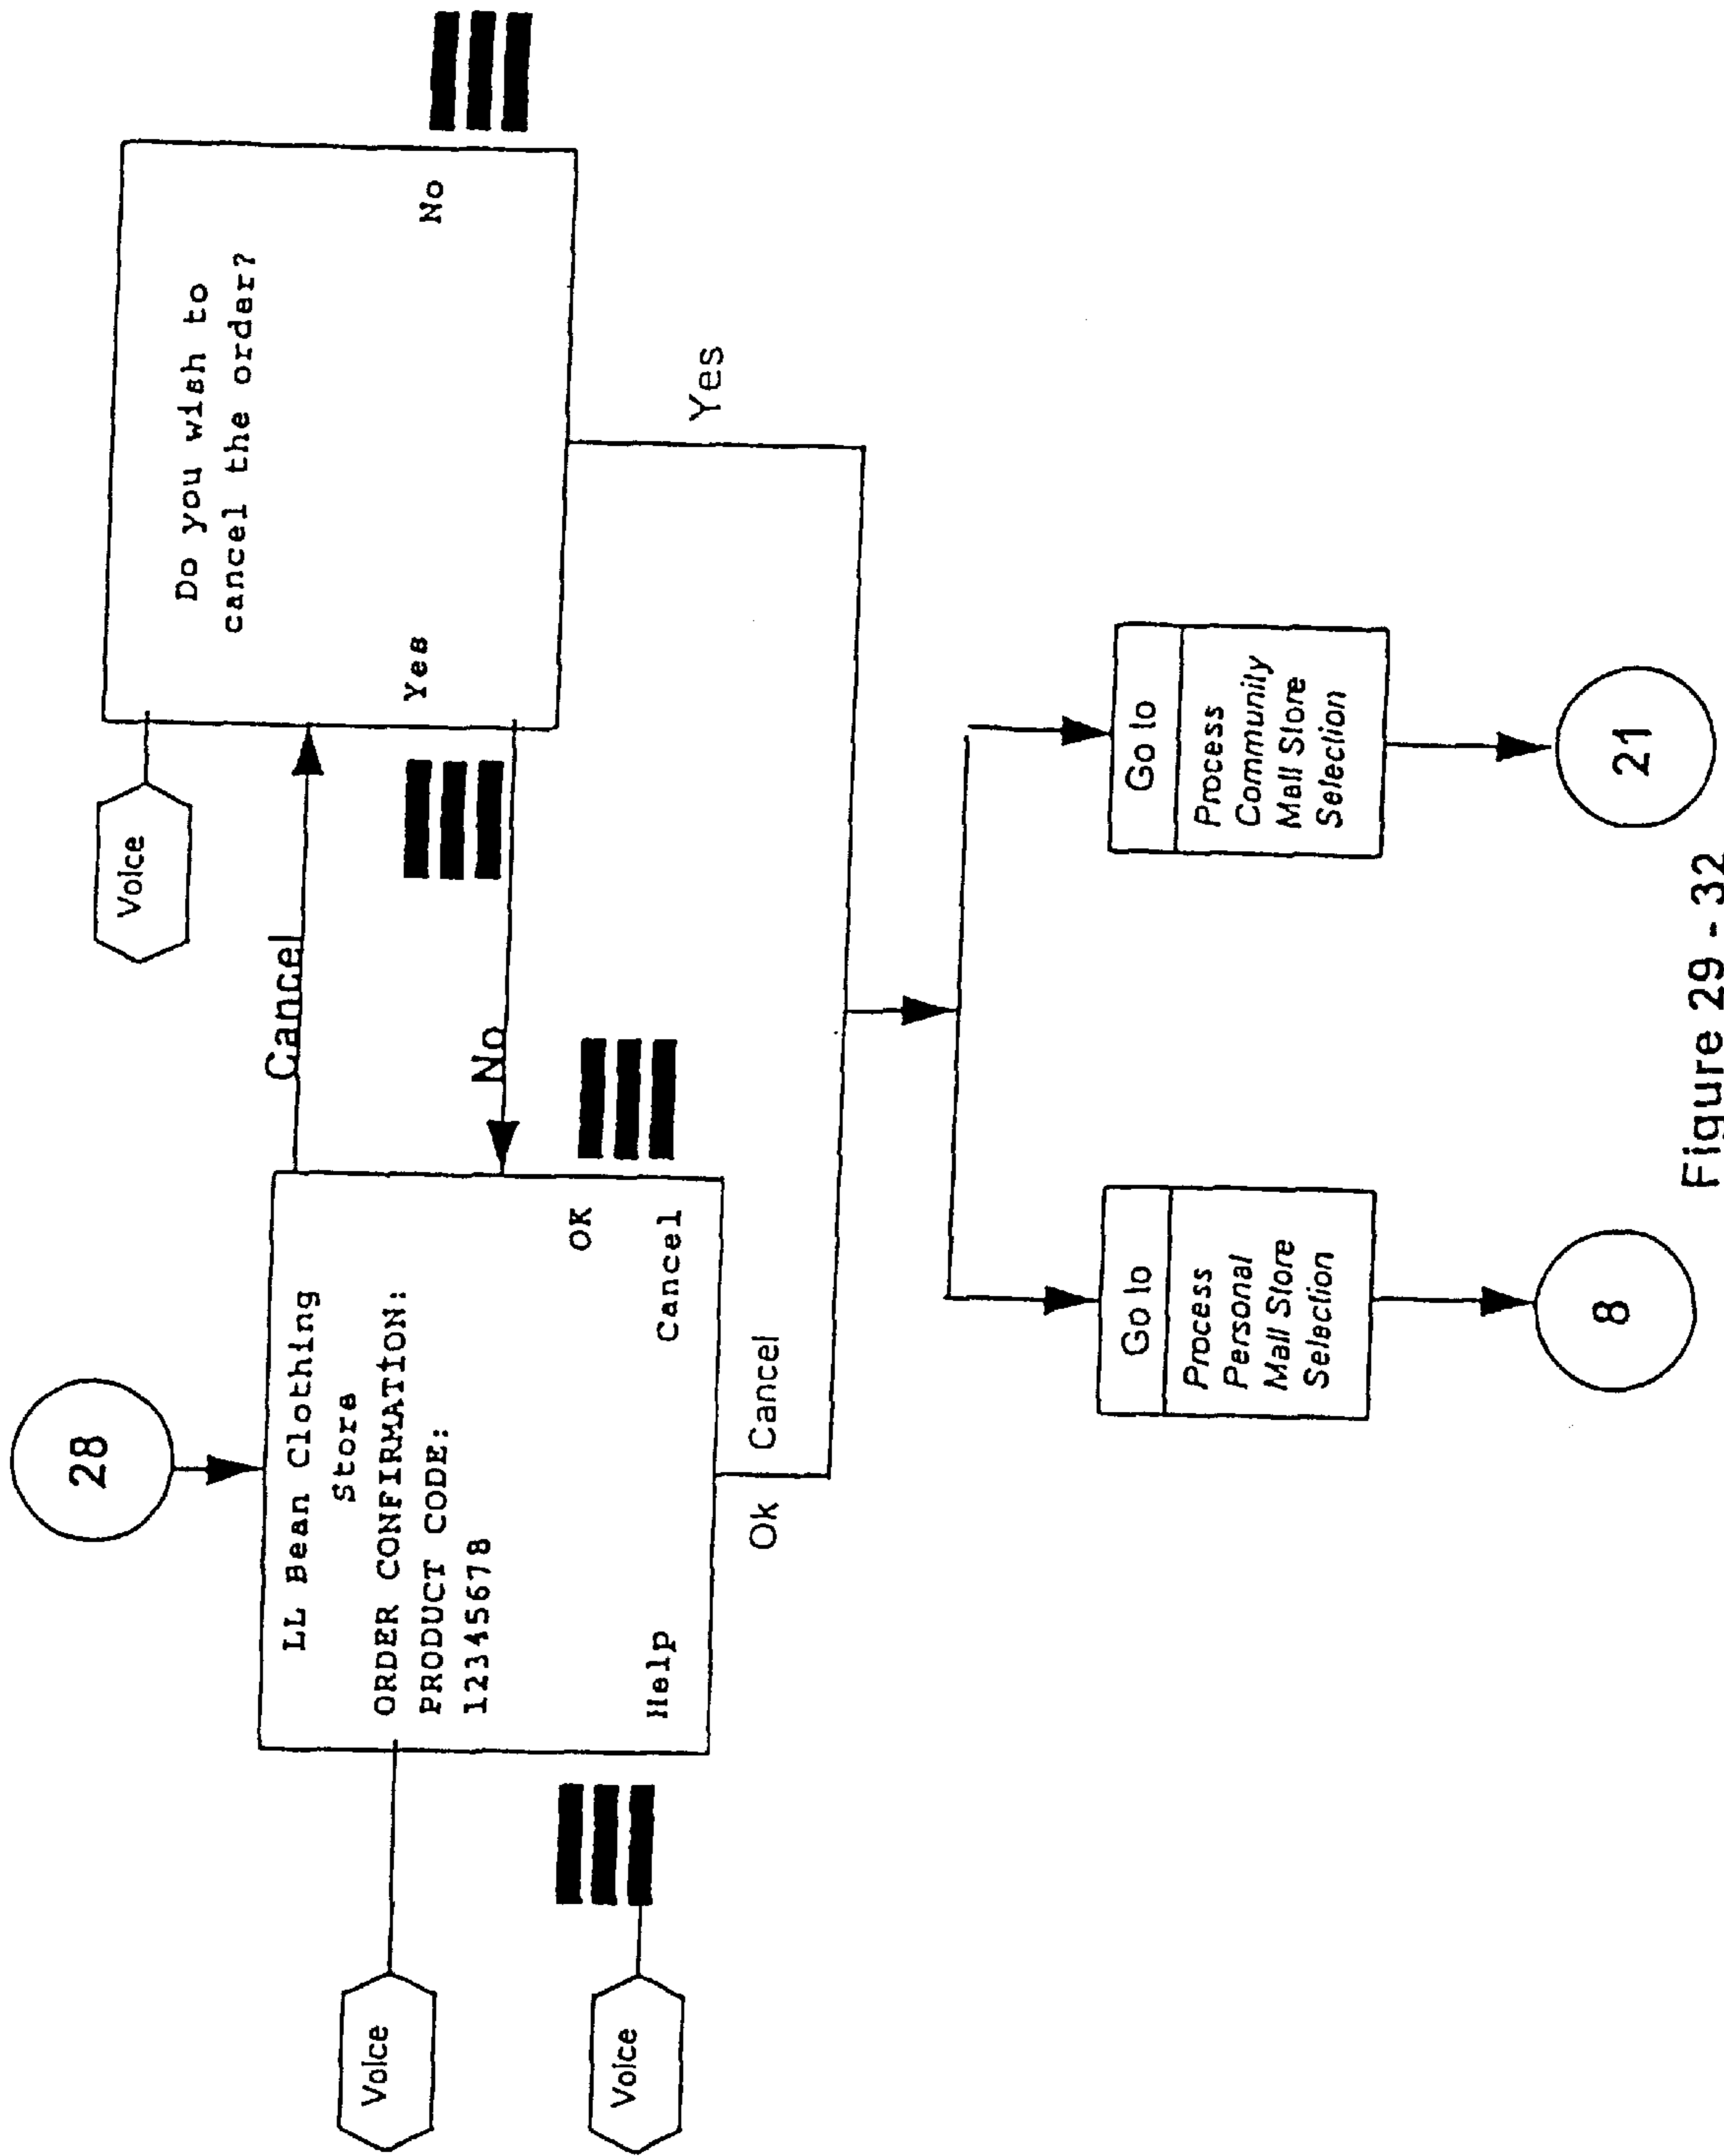 28
LL Bean Clothing
Store
ORDER CONFIRMATION:
PRODUCT CODE:
12345678
OK
Help
Cancel
Voice
Voice
Cancel
No
Voice
Do you wish to
cancel the order?
Yes
No
Ok
Cancel
Yes
Go to
Process
Personal
Mall Store
Selection
8
Go to
Process
Community
Mall Store
Selection
21
Figure 29 - 32